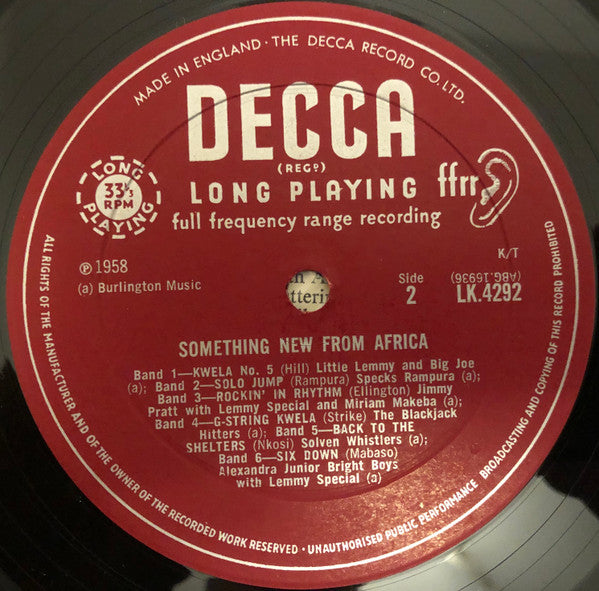 MADE IN ENGLAND · THE DECCA RECORD CO. LTD.
DECCA
(REGD)
LONG PLAYING
full frequency range recording
ffrr
LONG
33⅓
RPM
PLAYING
℗ 1958
(a) Burlington Music
K/T
(ABG.16936)
Side
2
LK.4292
SOMETHING NEW FROM AFRICA
Band 1—KWELA No. 5 (Hill) Little Lemmy and Big Joe
(a); Band 2—SOLO JUMP (Rampura) Specks Rampura (a);
Band 3—ROCKIN' IN RHYTHM (Ellington) Jimmy
Pratt with Lemmy Special and Miriam Makeba (a);
Band 4—G-STRING KWELA (Strike) The Blackjack
Hitters (a); Band 5—BACK TO THE
SHELTERS (Nkosi) Solven Whistlers (a);
Band 6—SIX DOWN (Mabaso)
Alexandra Junior Bright Boys
with Lemmy Special (a)
ALL RIGHTS OF THE MANUFACTURER AND OF THE OWNER OF THE RECORDED WORK RESERVED · UNAUTHORISED PUBLIC PERFORMANCE BROADCASTING AND COPYING OF THIS RECORD PROHIBITED